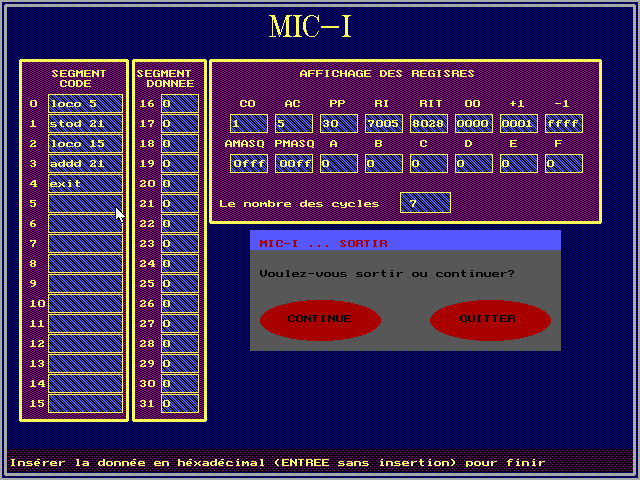 MIC-I
SEGMENT
CODE
0 loco 5
1 stod 21
2 loco 15
3 addd 21
4 exit
5
6
7
8
9
10
11
12
13
14
15
SEGMENT
DONNEE
16 0
17 0
18 0
19 0
20 0
21 0
22 0
23 0
24 0
25 0
26 0
27 0
28 0
29 0
30 0
31 0
AFFICHAGE DES REGISRES
CO AC PP RI RIT OO +1 -1
1 5 30 7005 8028 0000 0001 ffff
AMASQ PMASQ A B C D E F
0fff 00ff 0 0 0 0 0 0
Le nombre des cycles 7
MIC-I ... SORTIR
Voulez-vous sortir ou continuer?
CONTINUE QUITTER
Insérer la donnée en héxadécimal (ENTREE sans insertion) pour finir